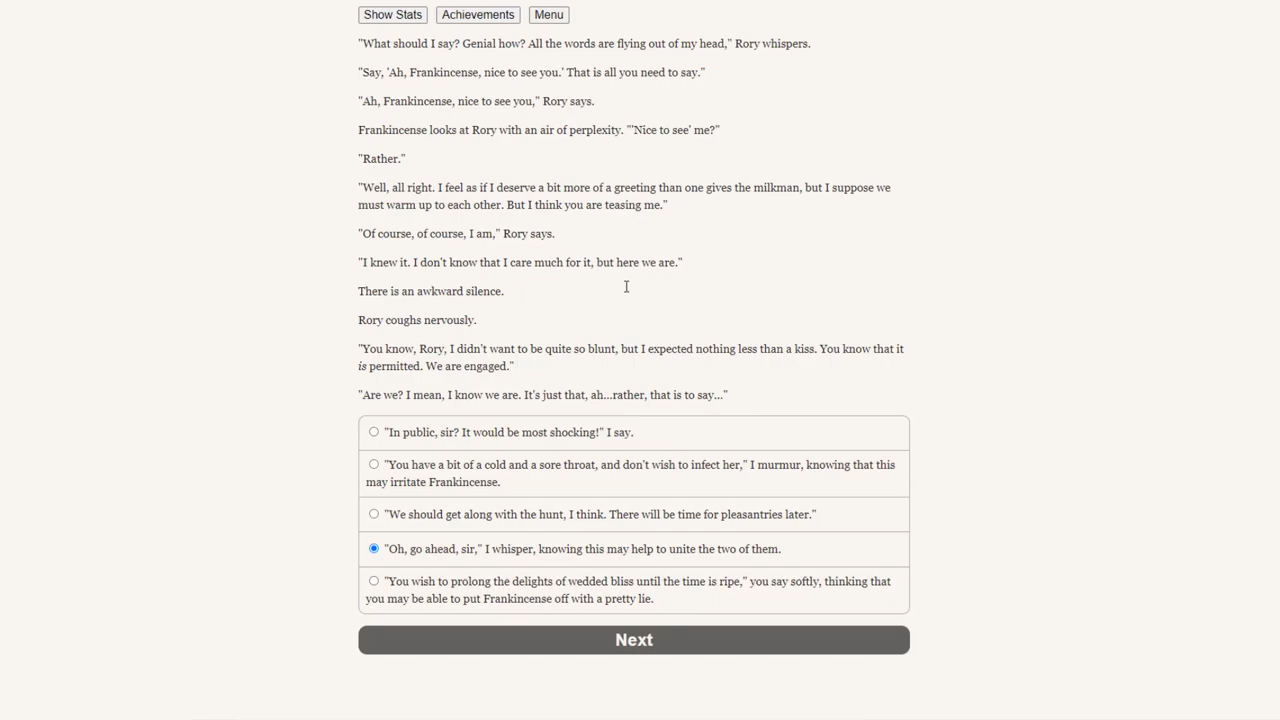 Show Stats Achievements Menu
"What should I say? Genial how? All the words are flying out of my head," Rory whispers.
"Say, 'Ah, Frankincense, nice to see you.' That is all you need to say."
"Ah, Frankincense, nice to see you," Rory says.
Frankincense looks at Rory with an air of perplexity. "'Nice to see' me?"
"Rather."
"Well, all right. I feel as if I deserve a bit more of a greeting than one gives the milkman, but I suppose we
must warm up to each other. But I think you are teasing me."
"Of course, of course, I am," Rory says.
"I knew it. I don't know that I care much for it, but here we are."
There is an awkward silence.
Rory coughs nervously.
"You know, Rory, I didn't want to be quite so blunt, but I expected nothing less than a kiss. You know that it
is permitted. We are engaged."
"Are we? I mean, I know we are. It's just that, ah...rather, that is to say..."
"In public, sir? It would be most shocking!" I say.
"You have a bit of a cold and a sore throat, and don't wish to infect her," I murmur, knowing that this
may irritate Frankincense.
"We should get along with the hunt, I think. There will be time for pleasantries later."
"Oh, go ahead, sir," I whisper, knowing this may help to unite the two of them.
"You wish to prolong the delights of wedded bliss until the time is ripe," you say softly, thinking that
you may be able to put Frankincense off with a pretty lie.
Next